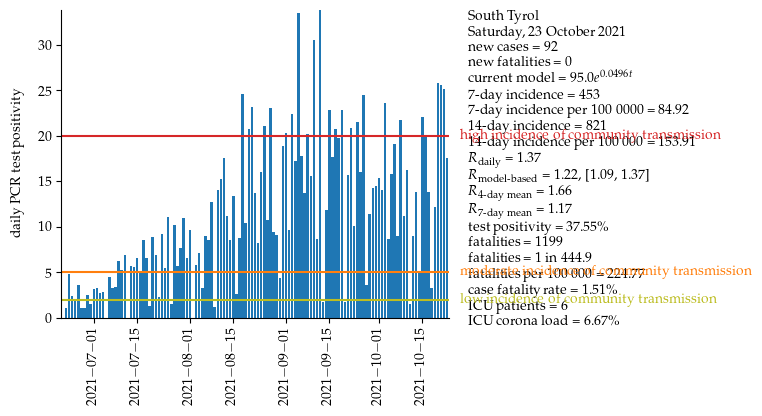 South Tyrol
Saturday, 23 October 2021
new cases = 92
new fatalities = 0
current model = 95.0e^0.0496t
7-day incidence = 453
7-day incidence per 100 0000 = 84.92
14-day incidence = 821
high incidence of community transmission
14-day incidence per 100 000 = 153.91
R daily = 1.37
R model-based = 1.22, [1.09, 1.37]
R 4-day mean = 1.66
R 7-day mean = 1.17
test positivity = 37.55%
fatalities = 1199
fatalities = 1 in 444.9
moderate incidence of community transmission
fatalities per 100 000 = 224.77
case fatality rate = 1.51%
low incidence of community transmission
ICU patients = 6
ICU corona load = 6.67%
daily PCR test positivity
30
25
20
15
10
5
0
2021−07−01
2021−07−15
2021−08−01
2021−08−15
2021−09−01
2021−09−15
2021−10−01
2021−10−15